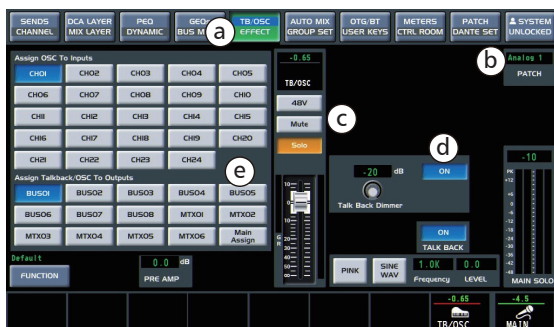 SENDS CHANNEL
DCA LAYER MIX LAYER
PEQ DYNAMIC
GEQ BUS M
TB/OSC EFFECT
AUTO MIX GROUP SET
OTG/BT USER KEYS
METERS CTRL ROOM
PATCH DANTE SET
SYSTEM UNLOCKED
a
b
Assign OSC To Inputs
-0.65
Analog 1
CH01 CH02 CH03 CH04 CH05
TB/OSC
PATCH
CH06 CH07 CH08 CH09 CH10
48V
CH11 CH12 CH13 CH14 CH15
Mute
c
CH16 CH17 CH18 CH19 CH20
Solo
CH21 CH22 CH23 CH24
d
e
Assign Talkback/OSC To Outputs
-20 dB
ON
-10
BUS01 BUS02 BUS03 BUS04 BUS05
Talk Back Dimmer
BUS06 BUS07 BUS08 MTX01 MTX02
MTX03 MTX04 MTX05 MTX06 Main Assign
ON
TALK BACK
Default
FUNCTION
0.0 dB
PRE AMP
PINK
SINE WAV
1.0K 0.0
Frequency LEVEL
MAIN SOLO
-0.65
-4.5
TB/OSC
MAIN